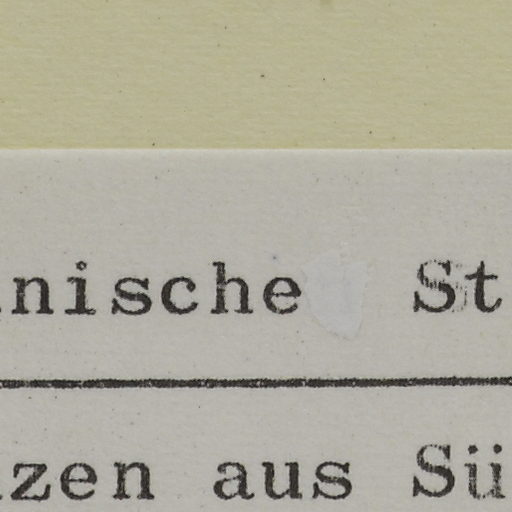 nische St
zen aus Sü